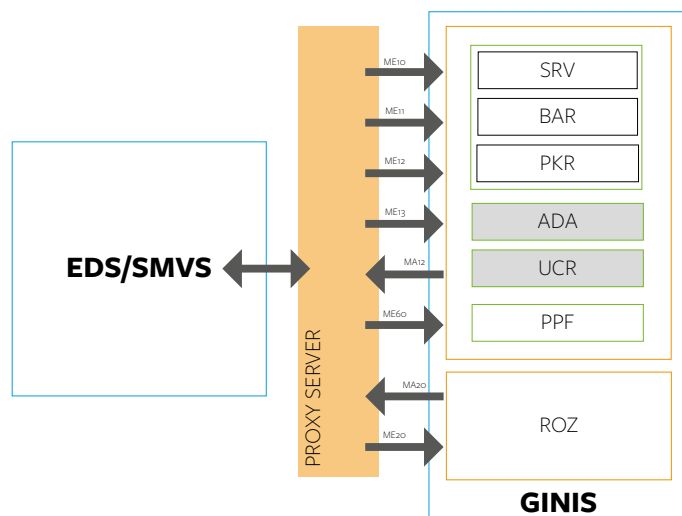 ME10
SRV
ME11
BAR
ME12
PKR
ME13
ADA
EDS/SMVS
MA12
UCR
ME60
PPF
PROXY SERVER
MA20
ROZ
ME20
GINIS